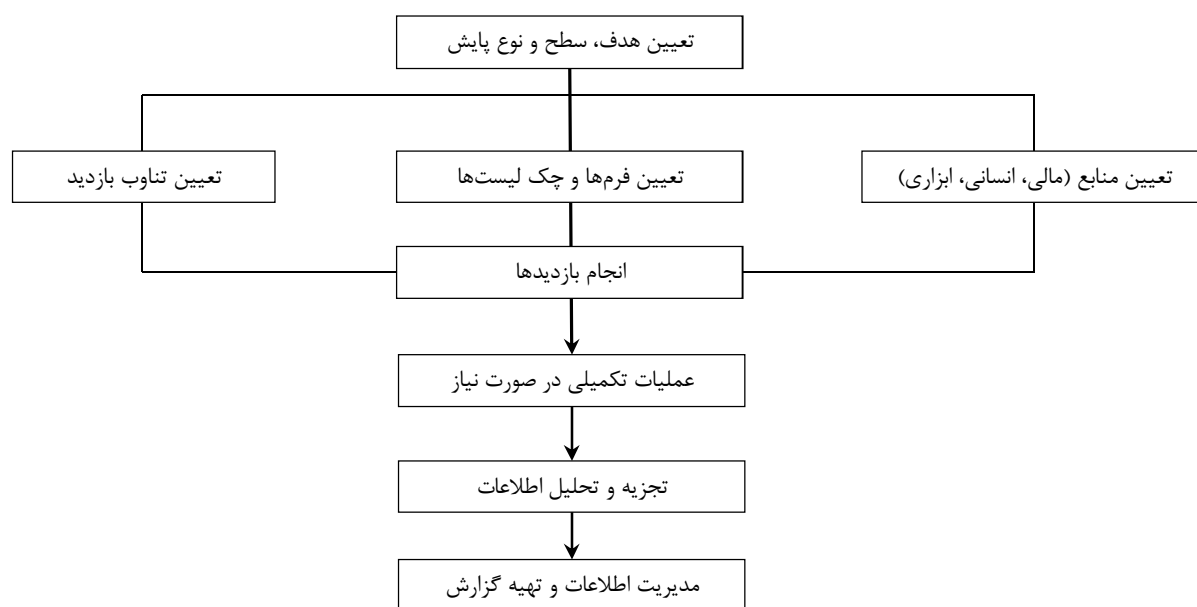 تعیین هدف، سطح و نوع پایش
تعیین منابع (مالی، انسانی، ابزاری)
تعیین فرم‌ها و چک لیست‌ها
تعیین تناوب بازدید
انجام بازدیدها
عملیات تکمیلی در صورت نیاز
تجزیه و تحلیل اطلاعات
مدیریت اطلاعات و تهیه گزارش